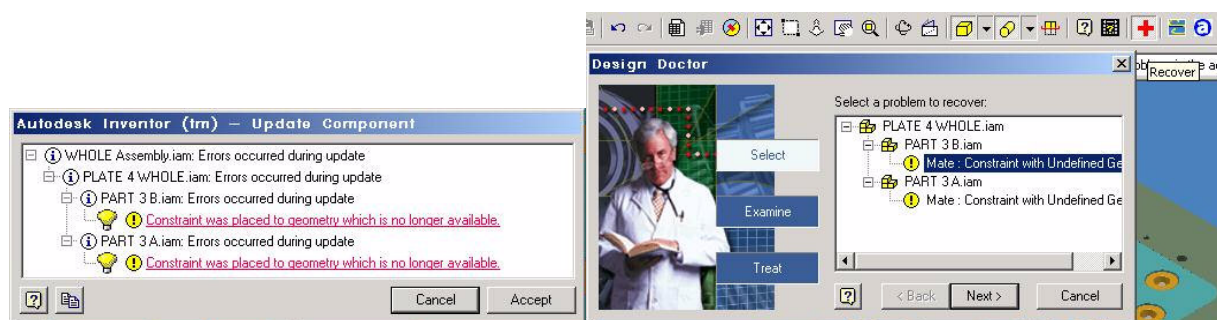 Autodesk Inventor (tm) - Update Component
WHOLE Assembly.iam: Errors occurred during update
PLATE 4 WHOLE.iam: Errors occurred during update
PART 3 B.iam: Errors occurred during update
Constraint was placed to geometry which is no longer available.
PART 3 A.iam: Errors occurred during update
Constraint was placed to geometry which is no longer available.
Cancel
Accept
Recover
Design Doctor
Select
Examine
Treat
Select a problem to recover:
PLATE 4 WHOLE.iam
PART 3 B.iam
Mate : Constraint with Undefined Ge
PART 3 A.iam
Mate : Constraint with Undefined Ge
< Back
Next >
Cancel